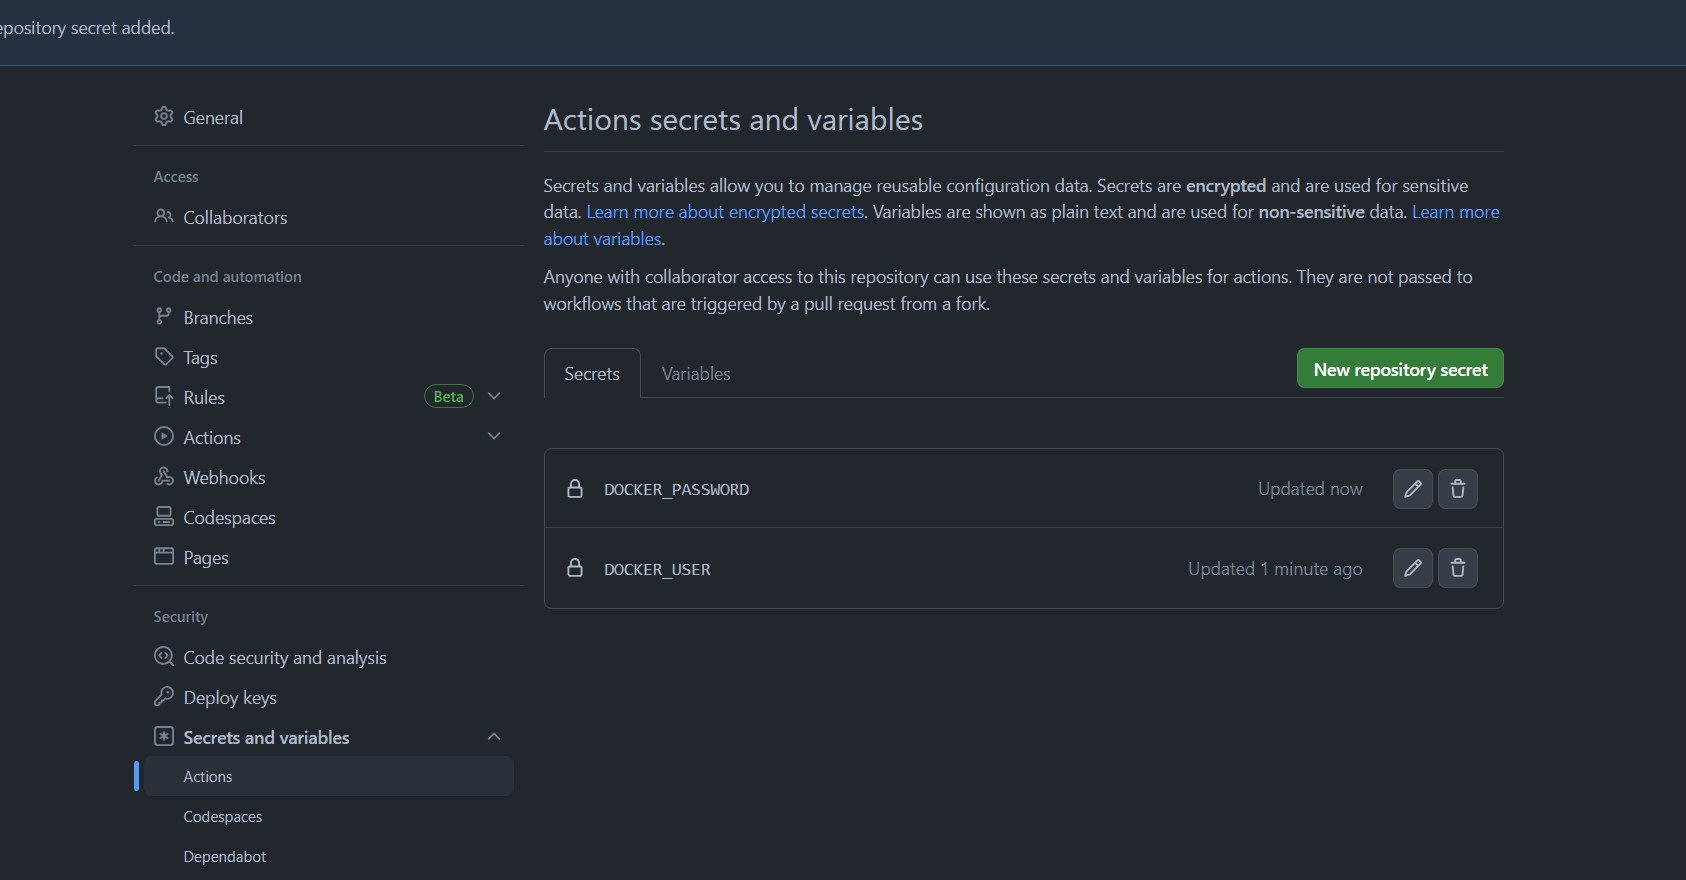 epository secret added.
General
Access
Collaborators
Code and automation
Branches
Tags
Rules
Beta
Actions
Webhooks
Codespaces
Pages
Security
Code security and analysis
Deploy keys
Secrets and variables
Actions
Codespaces
Dependabot
Actions secrets and variables
Secrets and variables allow you to manage reusable configuration data. Secrets are encrypted and are used for sensitive
data. Learn more about encrypted secrets. Variables are shown as plain text and are used for non-sensitive data. Learn more
about variables.
Anyone with collaborator access to this repository can use these secrets and variables for actions. They are not passed to
workflows that are triggered by a pull request from a fork.
Secrets
Variables
New repository secret
DOCKER_PASSWORD
Updated now
DOCKER_USER
Updated 1 minute ago